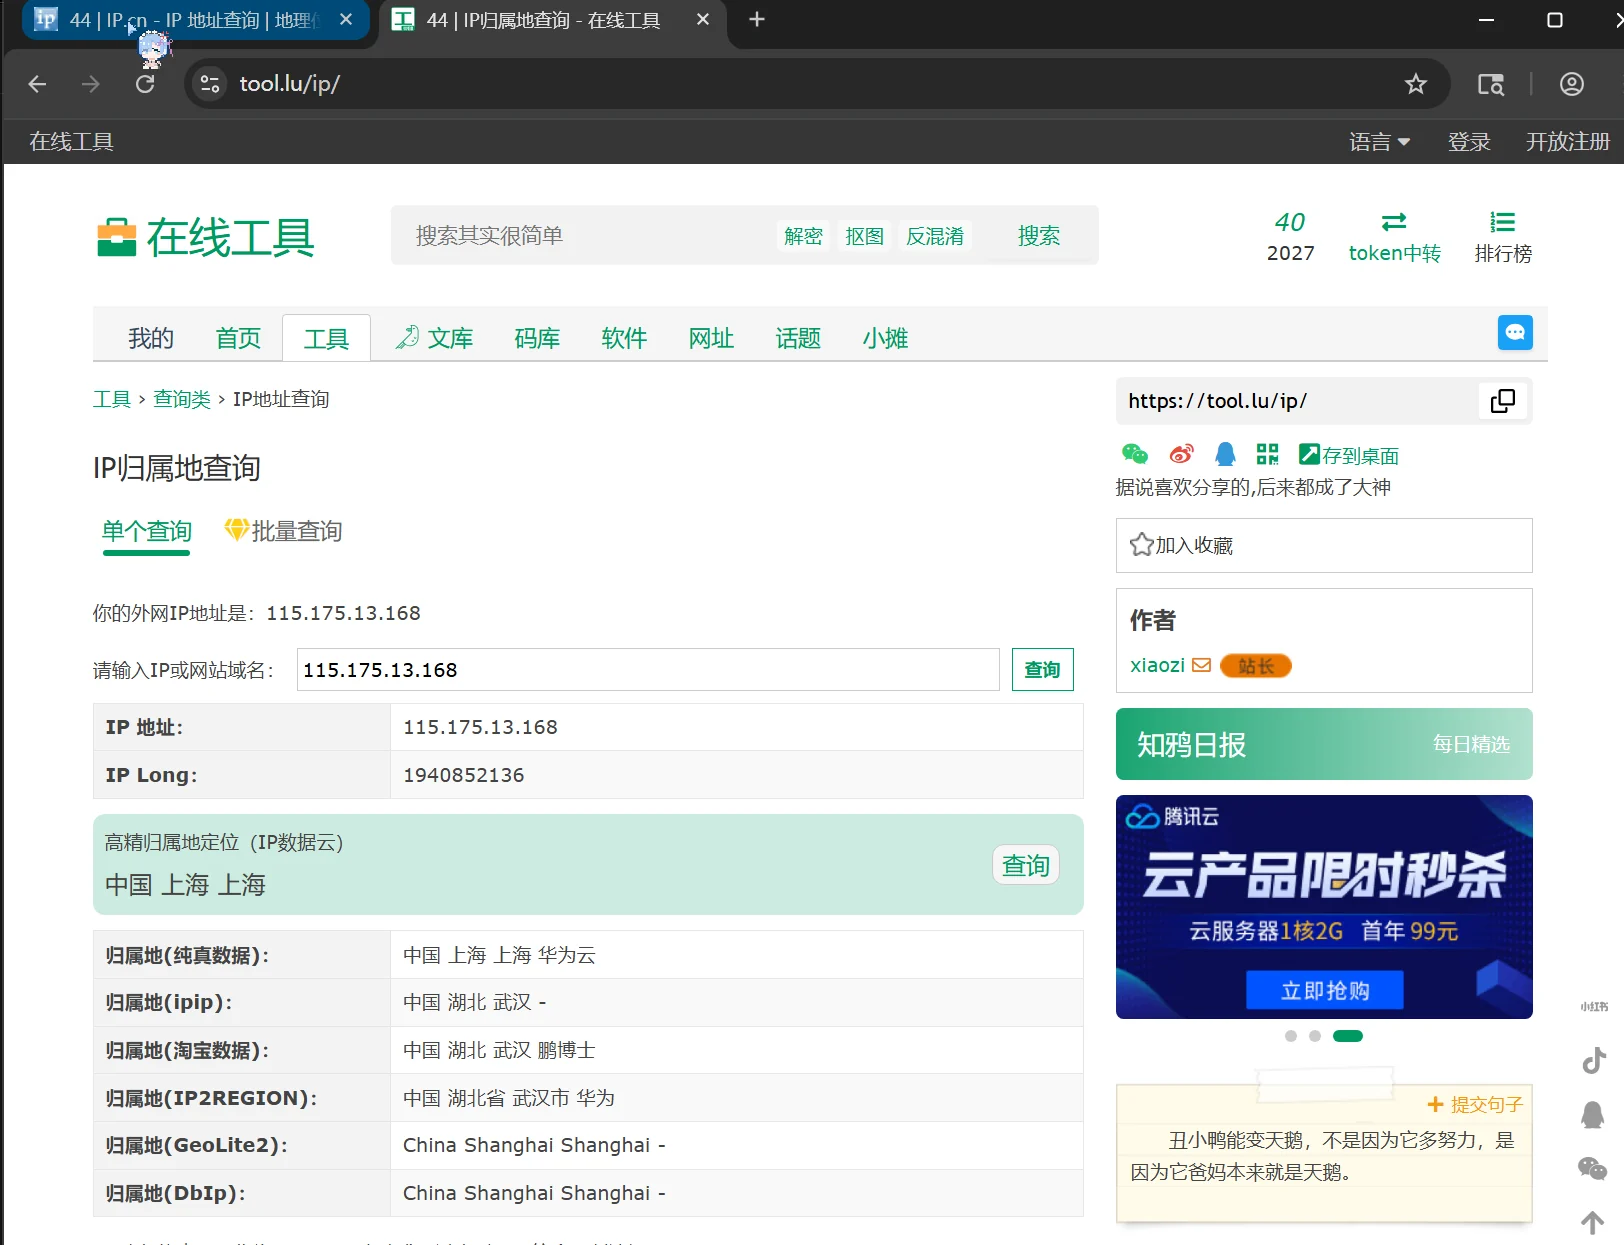 44 | IP.cn - IP 地址查询 | 地理
44 | IP归属地查询 - 在线工具
tool.lu/ip/
在线工具
语言
登录
开放注册
在线工具
搜索其实很简单
解密
抠图
反混淆
搜索
40
2027
token中转
排行榜
我的
首页
工具
文库
码库
软件
网址
话题
小摊
工具 › 查询类 › IP地址查询
IP归属地查询
单个查询
批量查询
你的外网IP地址是：115.175.13.168
请输入IP或网站域名：
115.175.13.168
查询
IP 地址:
115.175.13.168
IP Long:
1940852136
高精归属地定位（IP数据云）
中国 上海 上海
查询
归属地(纯真数据):
中国 上海 上海 华为云
归属地(ipip):
中国 湖北 武汉 -
归属地(淘宝数据):
中国 湖北 武汉 鹏博士
归属地(IP2REGION):
中国 湖北省 武汉市 华为
归属地(GeoLite2):
China Shanghai Shanghai -
归属地(DbIp):
China Shanghai Shanghai -
https://tool.lu/ip/
存到桌面
据说喜欢分享的,后来都成了大神
加入收藏
作者
xiaozi
站长
知鸦日报
每日精选
腾讯云
云产品限时秒杀
云服务器1核2G 首年 99元
立即抢购
提交句子
丑小鸭能变天鹅，不是因为它多努力，是
因为它爸妈本来就是天鹅。
小红书